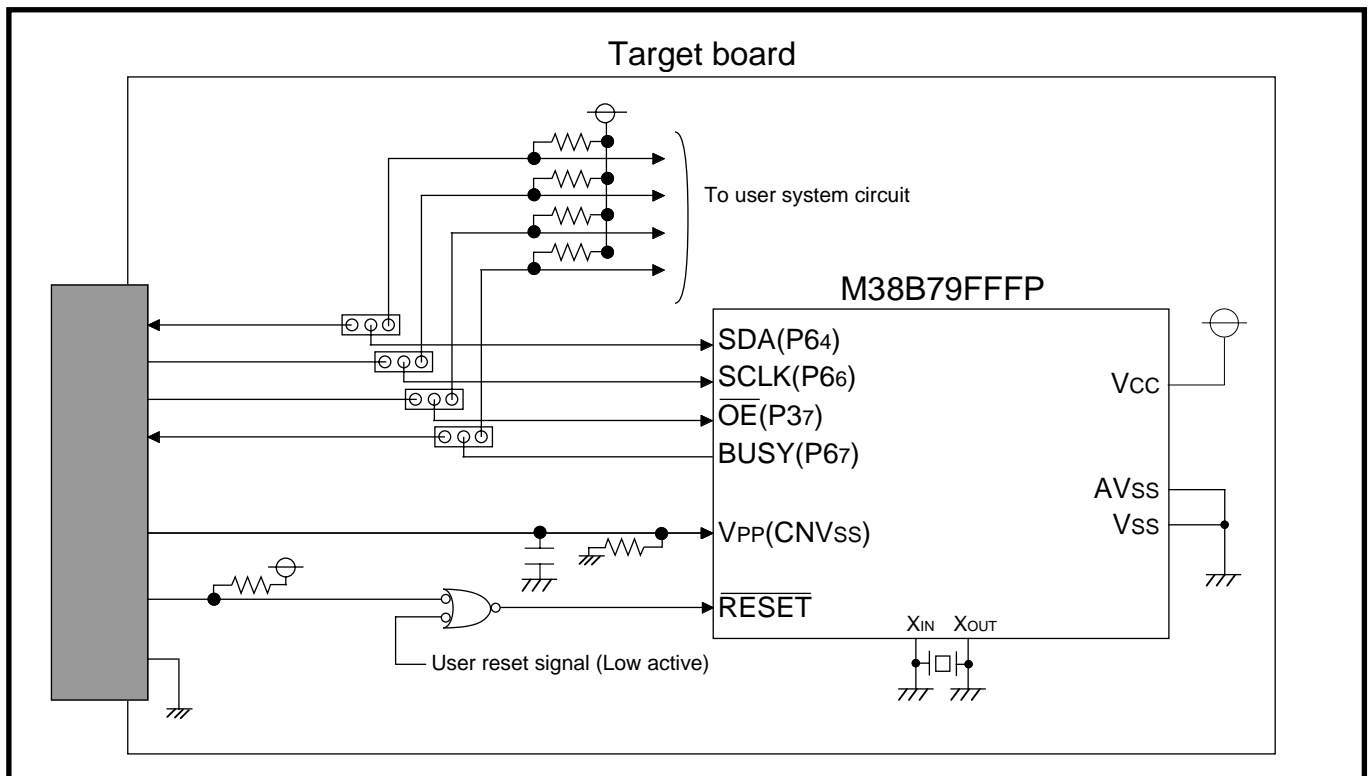 Target board
To user system circuit
M38B79FFFP
SDA(P64)
SCLK(P66)
OE(P37)
BUSY(P67)
VPP(CNVSS)
RESET
VCC
AVSS
VSS
XIN XOUT
User reset signal (Low active)